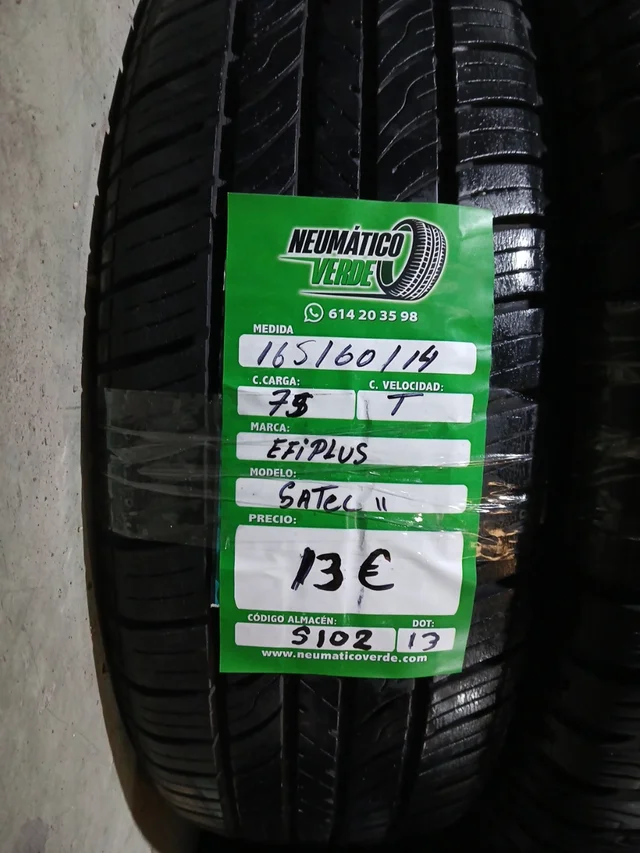 NEUMÁTICO
VERDE
614 20 35 98
MEDIDA
165/60/14
C.CARGA: C. VELOCIDAD:
75 T
MARCA:
EFiPLUS
MODELO:
SATEC II
PRECIO:
13 €
CÓDIGO ALMACÉN: DOT:
S102 13
www.neumaticoverde.com